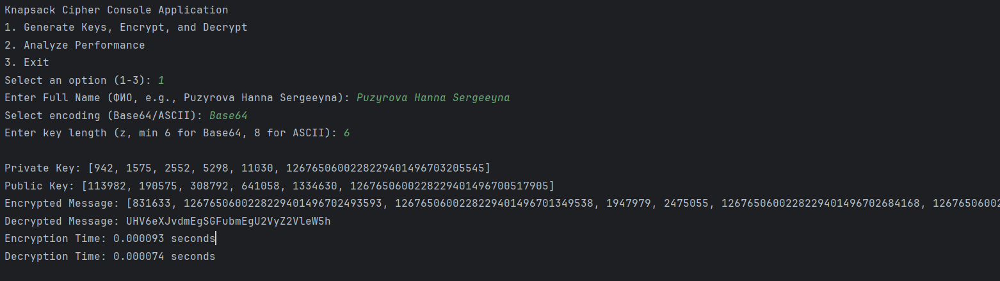 Knapsack Cipher Console Application
1. Generate Keys, Encrypt, and Decrypt
2. Analyze Performance
3. Exit
Select an option (1-3): 1
Enter Full Name (ФИО, e.g., Puzyrova Hanna Sergeeyna): Puzyrova Hanna Sergeeyna
Select encoding (Base64/ASCII): Base64
Enter key length (z, min 6 for Base64, 8 for ASCII): 6
Private Key: [942, 1575, 2552, 5298, 11030, 1267650600228229401496703205545]
Public Key: [113982, 190575, 308792, 641058, 1334630, 1267650600228229401496700517905]
Encrypted Message: [831633, 1267650600228229401496702493593, 1267650600228229401496701349538, 1947979, 2475055, 1267650600228229401496702684168, 126765060022
Decrypted Message: UHV6eXJvdmEgSGFubmEgU2VyZ2VleW5h
Encryption Time: 0.000093 seconds
Decryption Time: 0.000074 seconds